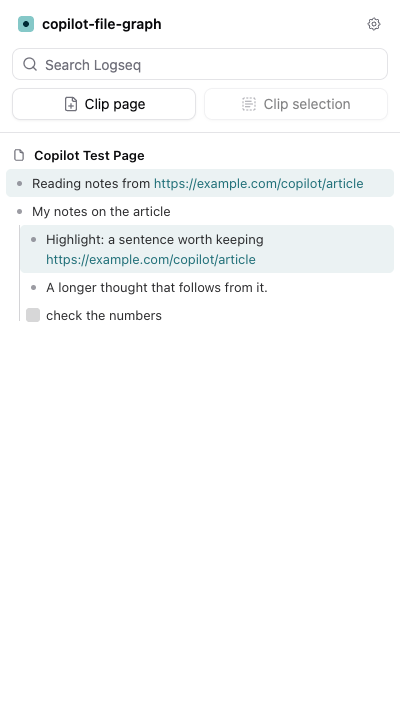 copilot-file-graph
Search Logseq
Clip page
Clip selection
Copilot Test Page
Reading notes from https://example.com/copilot/article
My notes on the article
Highlight: a sentence worth keeping
https://example.com/copilot/article
A longer thought that follows from it.
check the numbers